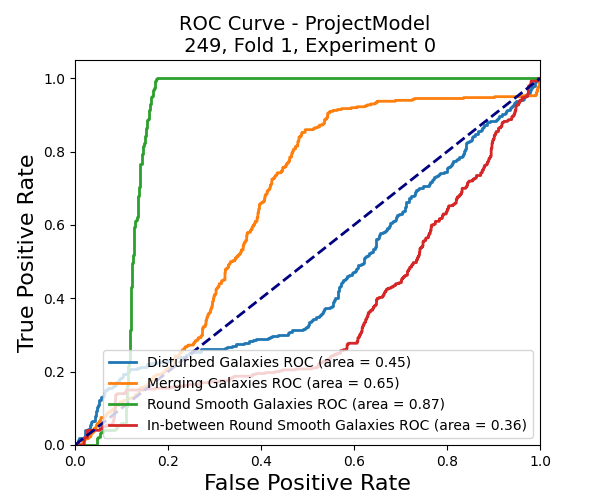 ROC Curve - ProjectModel
249, Fold 1, Experiment 0
True Positive Rate
1.0
0.8
0.6
0.4
0.2
0.0
Disturbed Galaxies ROC (area = 0.45)
Merging Galaxies ROC (area = 0.65)
Round Smooth Galaxies ROC (area = 0.87)
In-between Round Smooth Galaxies ROC (area = 0.36)
0.0 0.2 0.4 0.6 0.8 1.0
False Positive Rate